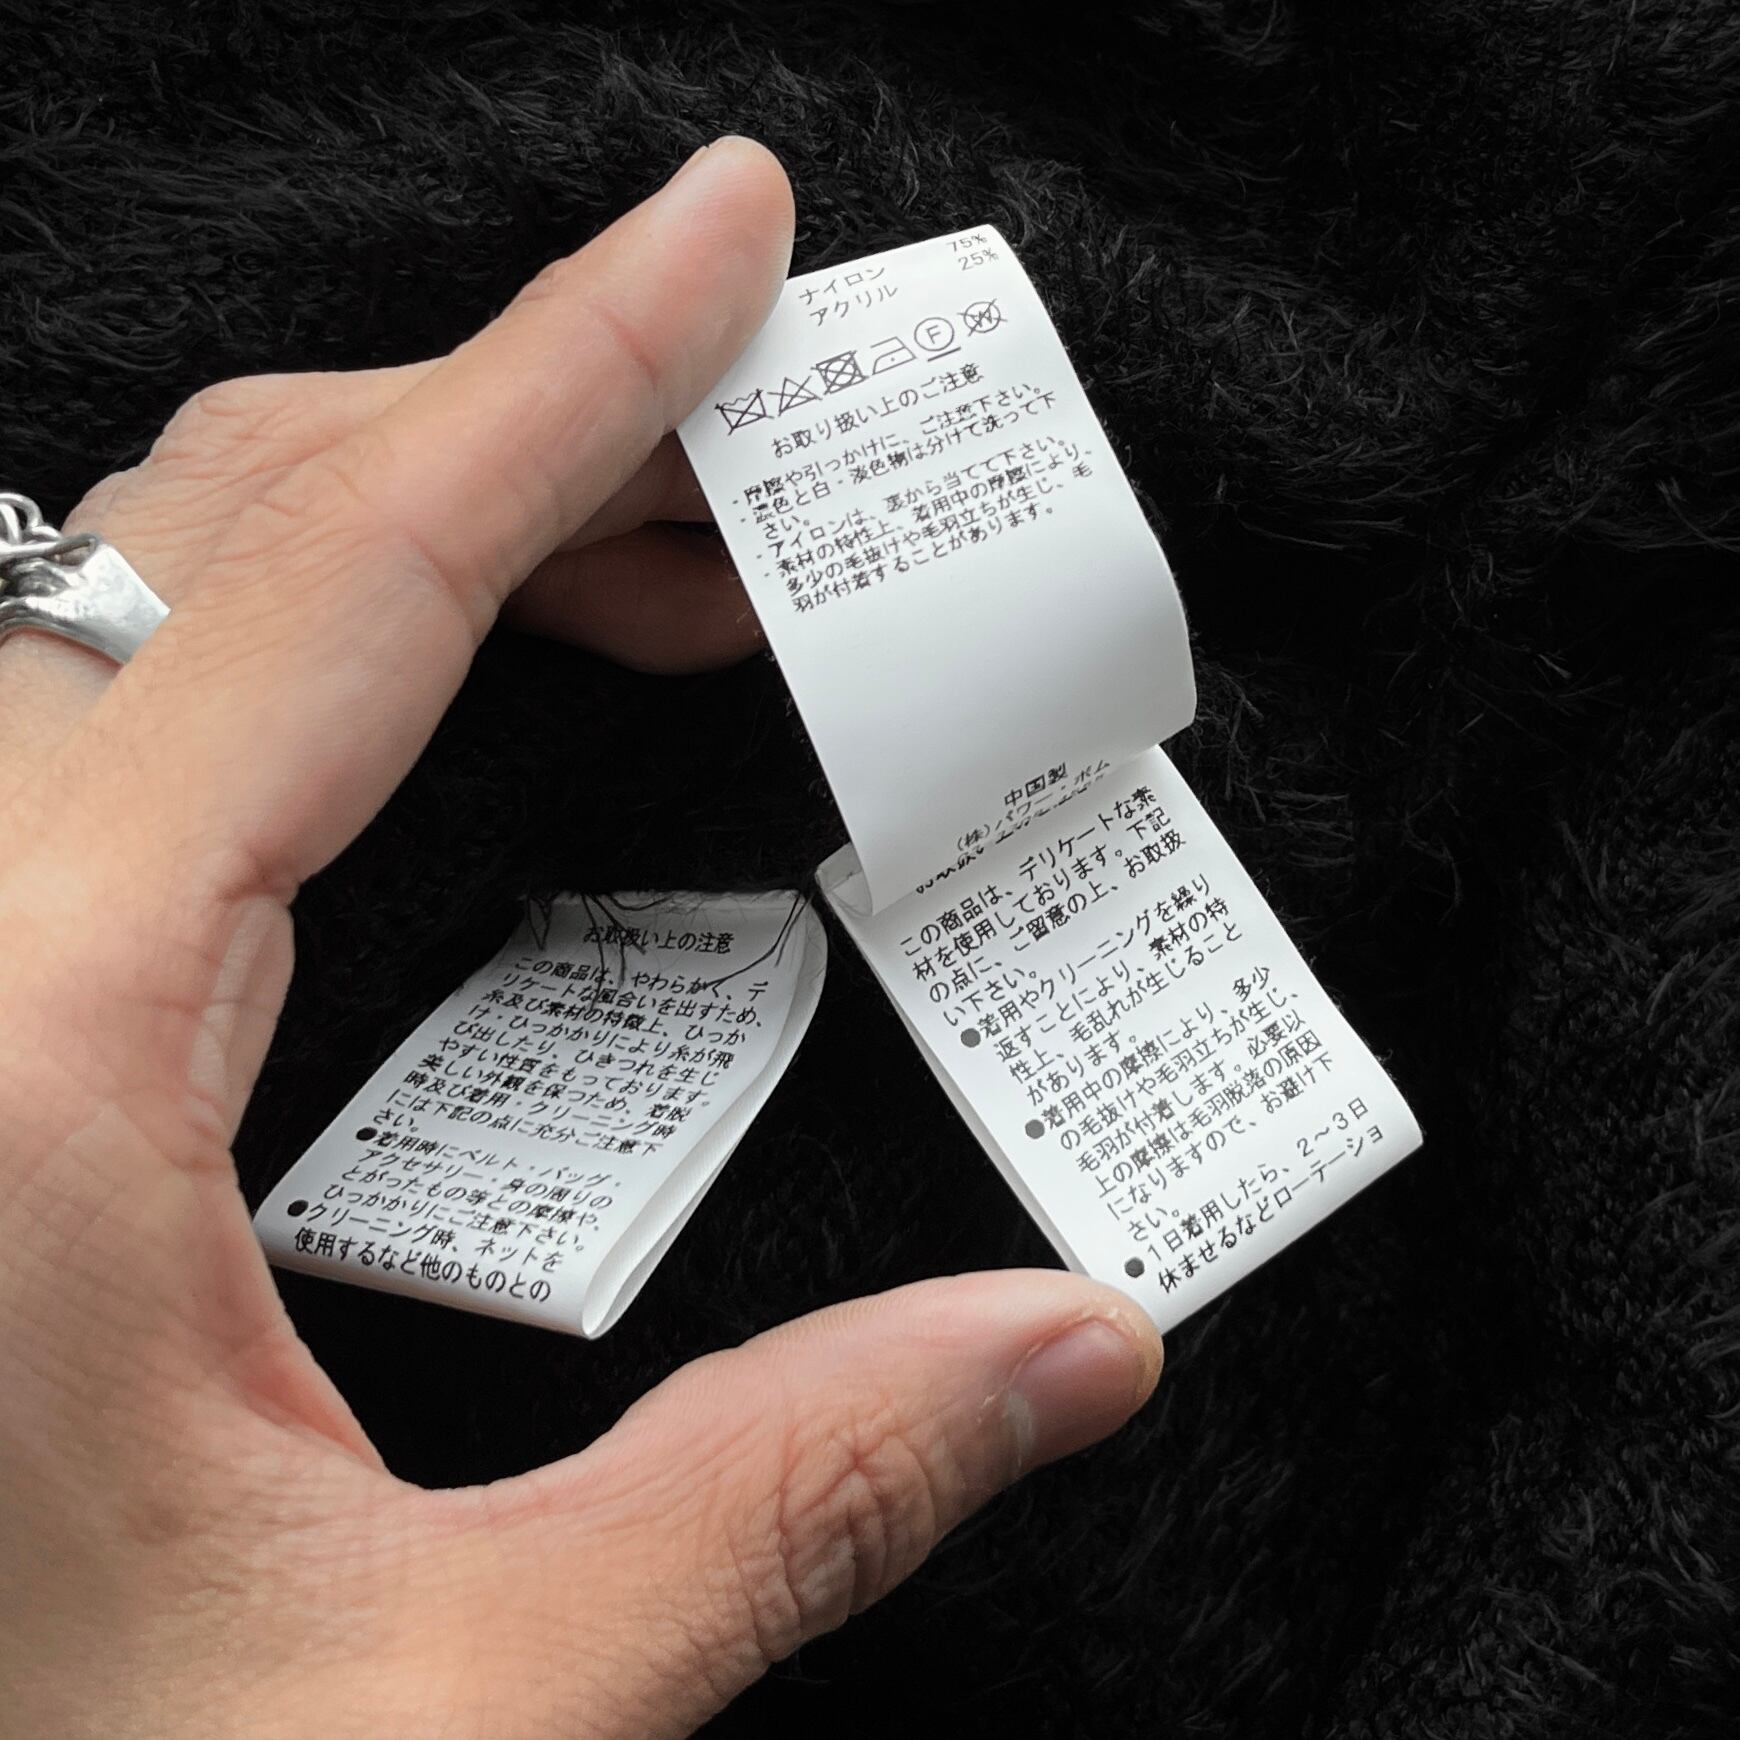 ナイロン 75%
アクリル 25%
F
W
お取り扱い上のご注意
・摩擦や引っかけに、ご注意下さい。
・濃色と白・淡色物は分けて洗って下
さい。
・アイロンは、裏から当てて下さい。
・素材の特性上、着用中の摩擦により、
多少の毛抜けや毛羽立ちが生じ、毛
羽が付着することがあります。
中国製
(株)パワー・ボム
この商品は、デリケートな素
材を使用しております。下記
の点に、ご留意の上、お取扱
い下さい。
●着用やクリーニングを繰り
返すことにより、素材の特
性上、毛乱れが生じること
があります。
●着用中の摩擦により、多少
の毛抜けや毛羽立ちが生じ、
毛羽が付着します。必要以
上の摩擦は毛羽脱落の原因
になりますので、お避け下
さい。
●1日着用したら、2～3日
休ませるなどローテーショ
お取扱い上の注意
この商品は、やわらかく、デ
リケートな風合いを出すため、
糸及び素材の特徴上、ひっか
け・ひっかかりにより糸が飛
び出したり、ひきつれを生じ
やすい性質をもっております。
美しい外観を保つため、着脱
時及び着用・クリーニング時
には下記の点に充分ご注意下
さい。
●着用時にベルト・バッグ・
アクセサリー・身の周りの
とがったもの等との摩擦や、
ひっかかりにご注意下さい。
●クリーニング時、ネットを
使用するなど他のものとの